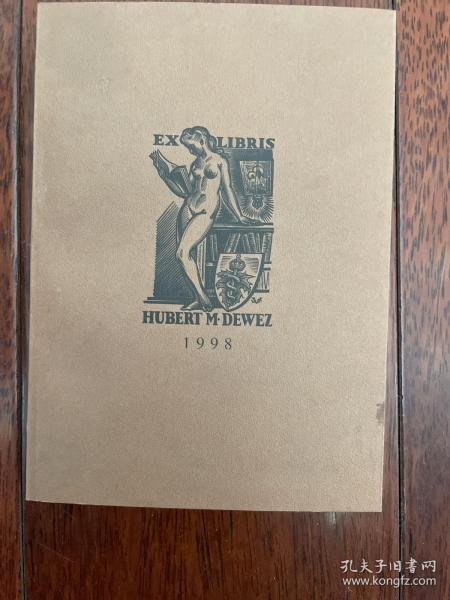 EX LIBRIS
HUBERT M·DEWEZ
1998
孔夫子旧书网
www.kongfz.com